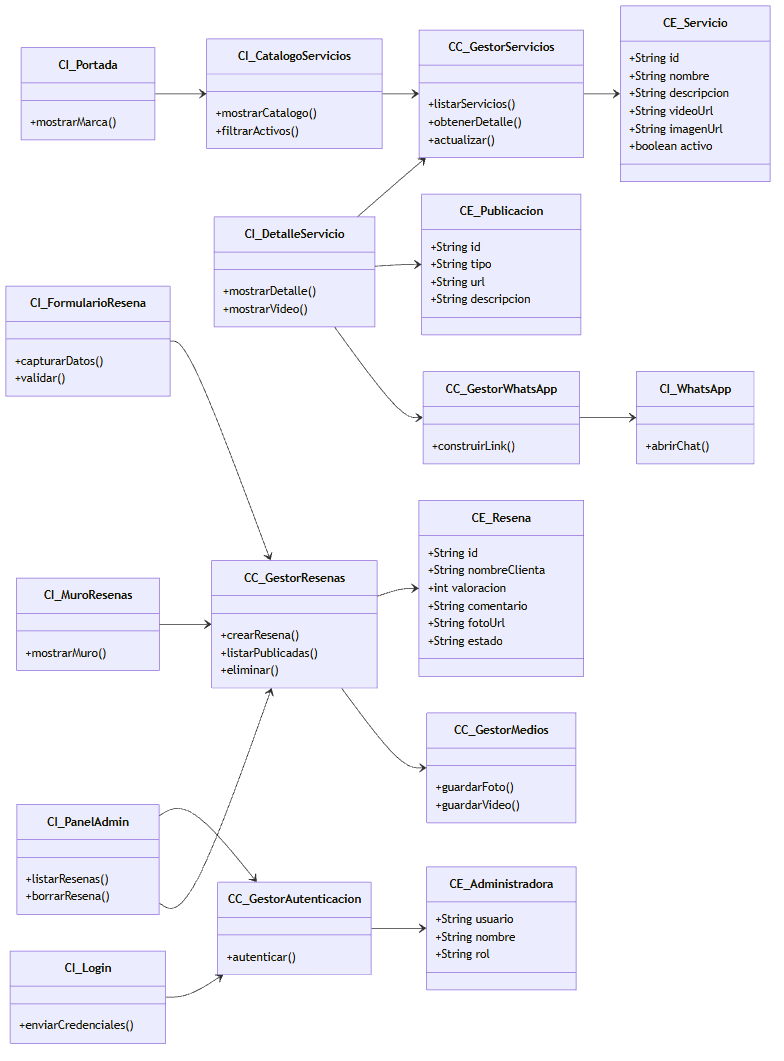 CI_Portada
+mostrarMarca()
CI_CatalogoServicios
+mostrarCatalogo()
+filtrarActivos()
CC_GestorServicios
+listarServicios()
+obtenerDetalle()
+actualizar()
CE_Servicio
+String id
+String nombre
+String descripcion
+String videoUrl
+String imagenUrl
+boolean activo
CI_DetalleServicio
+mostrarDetalle()
+mostrarVideo()
CE_Publicacion
+String id
+String tipo
+String url
+String descripcion
CI_FormularioResena
+capturarDatos()
+validar()
CC_GestorWhatsApp
+construirLink()
CI_WhatsApp
+abrirChat()
CE_Resena
+String id
+String nombreClienta
+int valoracion
+String comentario
+String fotoUrl
+String estado
CI_MuroResenas
+mostrarMuro()
CC_GestorResenas
+crearResena()
+listarPublicadas()
+eliminar()
CC_GestorMedios
+guardarFoto()
+guardarVideo()
CI_PanelAdmin
+listarResenas()
+borrarResena()
CC_GestorAutenticacion
+autenticar()
CE_Administradora
+String usuario
+String nombre
+String rol
CI_Login
+enviarCredenciales()